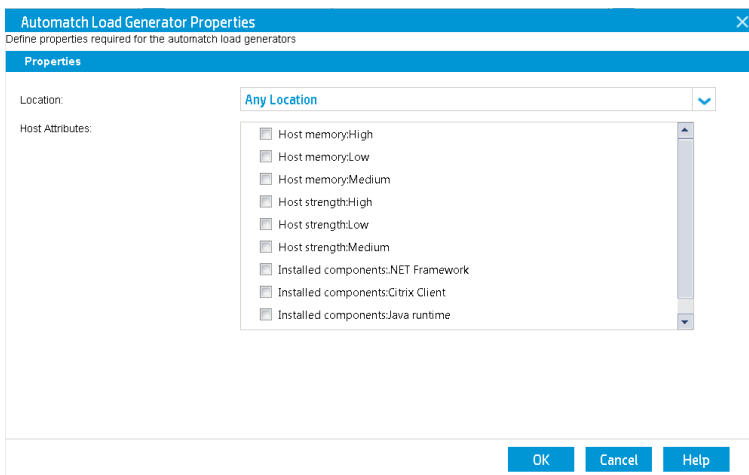 Automatch Load Generator Properties
Define properties required for the automatch load generators
Properties
Location:
Any Location
Host Attributes:
Host memory:High
Host memory:Low
Host memory:Medium
Host strength:High
Host strength:Low
Host strength:Medium
Installed components:.NET Framework
Installed components:Citrix Client
Installed components:Java runtime
OK Cancel Help